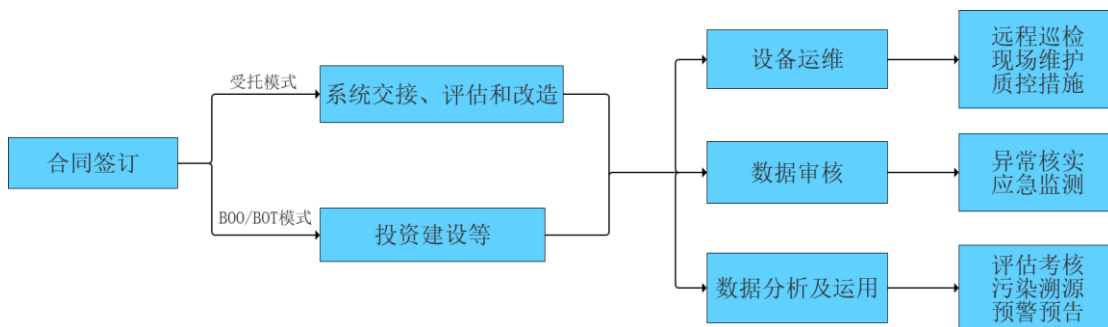 合同签订
受托模式
系统交接、评估和改造
BOO/BOT模式
投资建设等
设备运维
远程巡检
现场维护
质控措施
数据审核
异常核实
应急监测
数据分析及运用
评估考核
污染溯源
预警预告